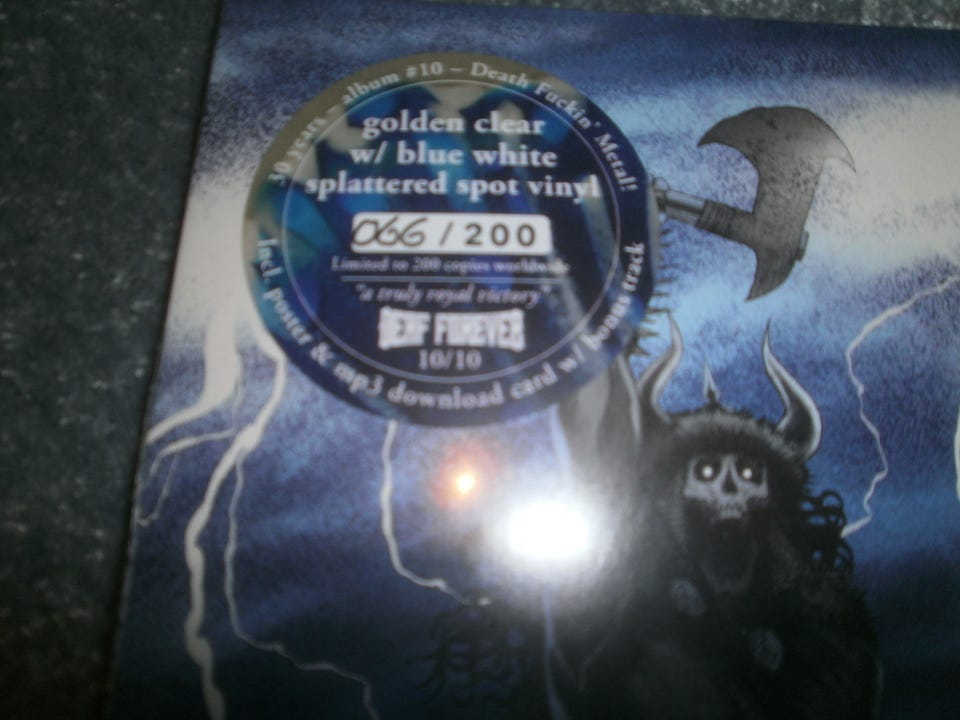 30 years - album #10 - Death Fuckin' Metal!
golden clear
w/ blue white
splattered spot vinyl
066 / 200
Limited to 200 copies worldwide
"a truly royal victory"
DEAF FOREVER
10/10
Incl. poster & mp3 download card w/ bonus track